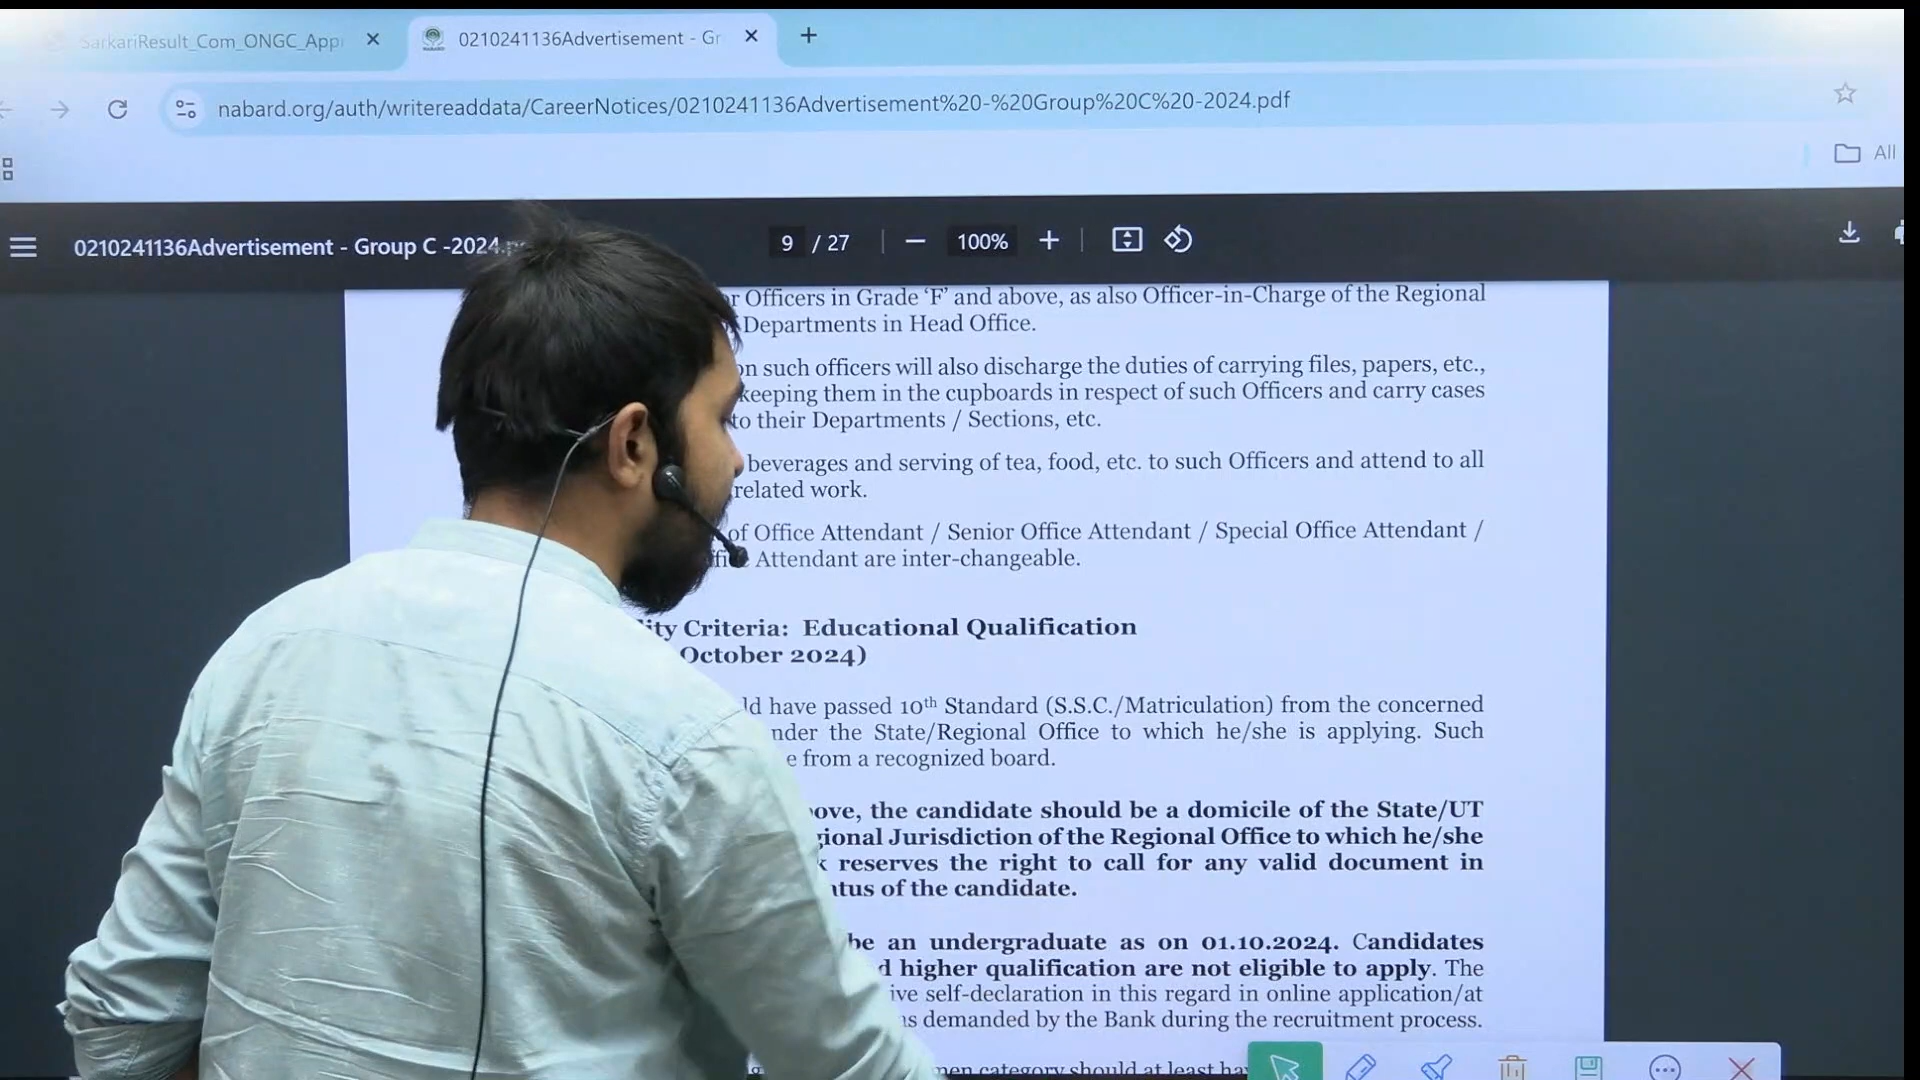 SarkariResult_Com_ONGC_Appr
0210241136Advertisement - Gr
nabard.org/auth/writereaddata/CareerNotices/0210241136Advertisement%20-%20Group%20C%20-2024.pdf
All
0210241136Advertisement - Group C -2024.
9 / 27
100%
r Officers in Grade ‘F’ and above, as also Officer-in-Charge of the Regional
Departments in Head Office.
on such officers will also discharge the duties of carrying files, papers, etc.,
keeping them in the cupboards in respect of such Officers and carry cases
to their Departments / Sections, etc.
beverages and serving of tea, food, etc. to such Officers and attend to all
related work.
of Office Attendant / Senior Office Attendant / Special Office Attendant /
Attendant are inter-changeable.
ity Criteria: Educational Qualification
October 2024)
ld have passed 10th Standard (S.S.C./Matriculation) from the concerned
nder the State/Regional Office to which he/she is applying. Such
e from a recognized board.
ove, the candidate should be a domicile of the State/UT
gional Jurisdiction of the Regional Office to which he/she
k reserves the right to call for any valid document in
atus of the candidate.
be an undergraduate as on 01.10.2024. Candidates
d higher qualification are not eligible to apply. The
ive self-declaration in this regard in online application/at
as demanded by the Bank during the recruitment process.
men category should at least ha